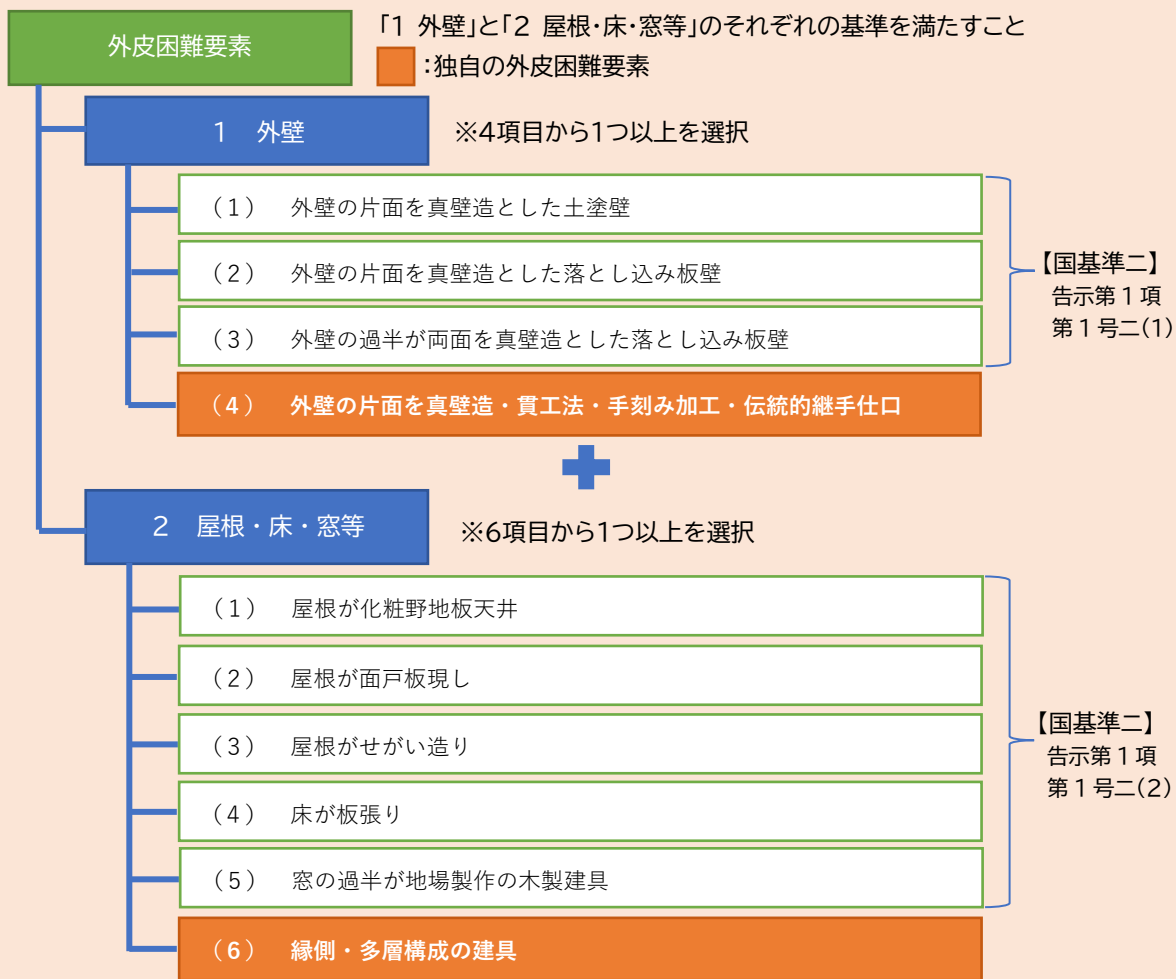 外皮困難要素
「1 外壁」と「2 屋根・床・窓等」のそれぞれの基準を満たすこと
：独自の外皮困難要素
1 外壁
※4項目から1つ以上を選択
（1） 外壁の片面を真壁造とした土塗壁
（2） 外壁の片面を真壁造とした落とし込み板壁
（3） 外壁の過半が両面を真壁造とした落とし込み板壁
【国基準二】
告示第1項
第1号二(1)
（4） 外壁の片面を真壁造・貫工法・手刻み加工・伝統的継手仕口
2 屋根・床・窓等
※6項目から1つ以上を選択
（1） 屋根が化粧野地板天井
（2） 屋根が面戸板現し
（3） 屋根がせがい造り
（4） 床が板張り
（5） 窓の過半が地場製作の木製建具
【国基準二】
告示第1項
第1号二(2)
（6） 縁側・多層構成の建具